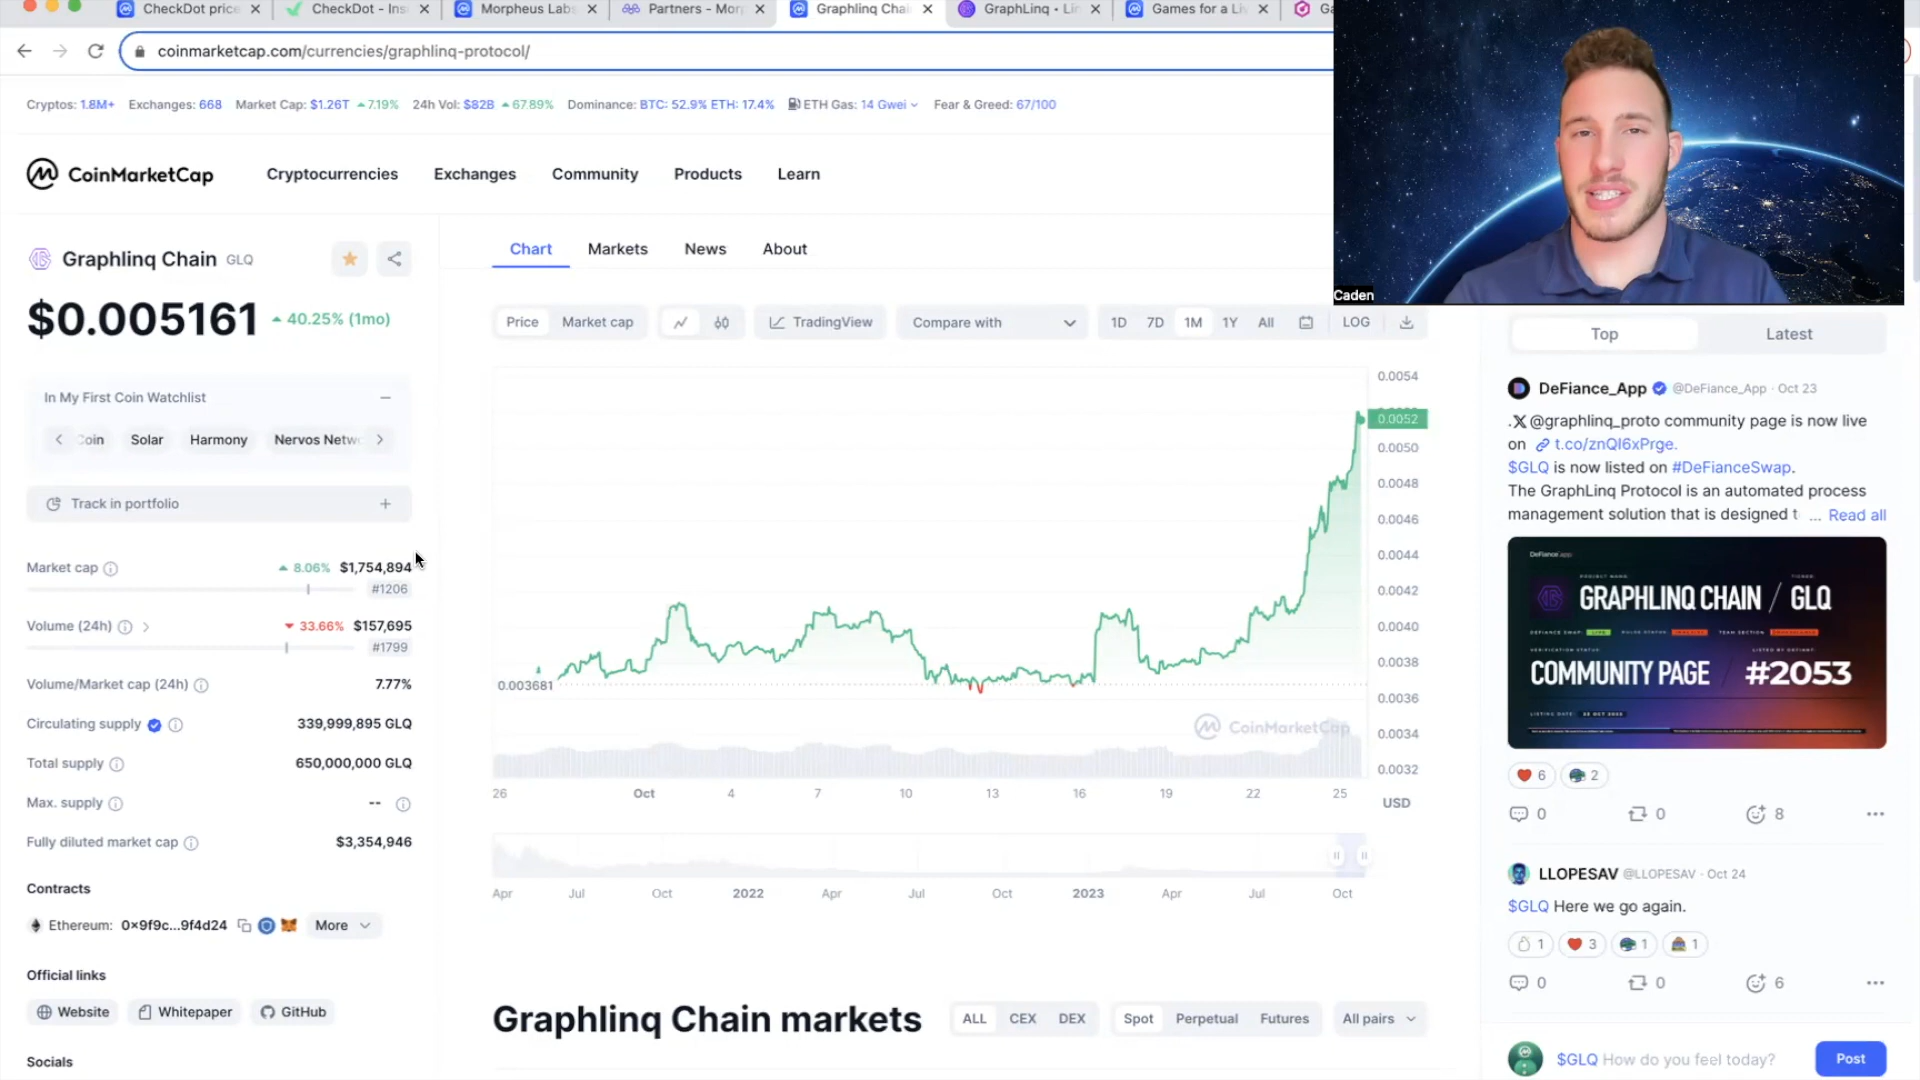 CheckDot price
CheckDot - Ins
Morpheus Labs
Partners - Morp
Graphlinq Chai
GraphLinq • Lin
Games for a Liv
Ga
coinmarketcap.com/currencies/graphlinq-protocol/
Cryptos: 1.8M+ Exchanges: 668 Market Cap: $1.26T 7.19% 24h Vol: $82B 67.89% Dominance: BTC: 52.9% ETH: 17.4% ETH Gas: 14 Gwei Fear & Greed: 67/100
CoinMarketCap
Cryptocurrencies Exchanges Community Products Learn
Caden
Graphlinq Chain GLQ
$0.005161 40.25% (1mo)
In My First Coin Watchlist
Coin Solar Harmony Nervos Netw
Track in portfolio
Market cap 8.06% $1,754,894
#1206
Volume (24h) 33.66% $157,695
#1799
Volume/Market cap (24h) 7.77%
Circulating supply 339,999,895 GLQ
Total supply 650,000,000 GLQ
Max. supply --
Fully diluted market cap $3,354,946
Contracts
Ethereum: 0x9f9c...9f4d24 More
Official links
Website Whitepaper GitHub
Socials
Chart Markets News About
Price Market cap TradingView Compare with 1D 7D 1M 1Y All LOG
0.0054
0.0052
0.0050
0.0048
0.0046
0.0044
0.0042
0.0040
0.0038
0.0036
0.0034
0.0032
0.003681
CoinMarketCap
26 Oct 4 7 10 13 16 19 22 25 USD
Apr Jul Oct 2022 Apr Jul Oct 2023 Apr Jul Oct
Graphlinq Chain markets ALL CEX DEX Spot Perpetual Futures All pairs
Top Latest
DeFiance_App @DeFiance_App · Oct 23
.X@graphlinq_proto community page is now live
on t.co/znQI6xPrge.
$GLQ is now listed on #DeFianceSwap.
The GraphLinq Protocol is an automated process
management solution that is designed t ... Read all
DeFiance app
PROJECT NAME:
GRAPHLINQ CHAIN / GLQ
COMMUNITY PAGE / #2053
6 2
0 0 8
LLOPESAV @LLOPESAV · Oct 24
$GLQ Here we go again.
1 3 1 1
0 0 6
$GLQ How do you feel today? Post